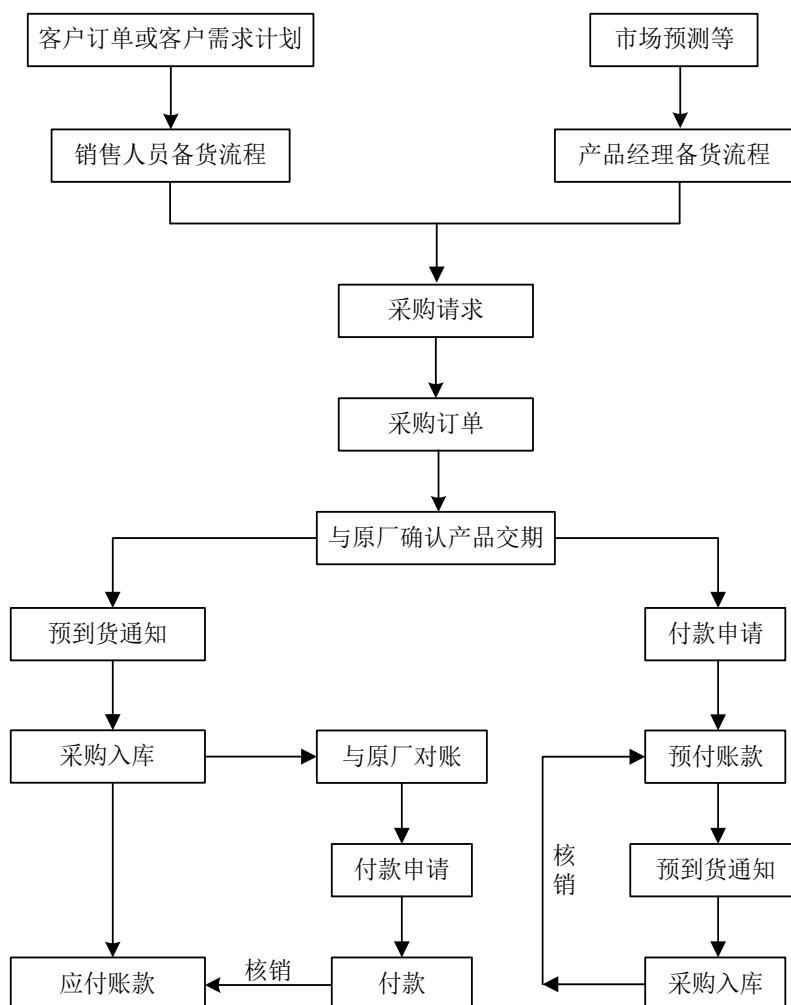 客户订单或客户需求计划
市场预测等
销售人员备货流程
产品经理备货流程
采购请求
采购订单
与原厂确认产品交期
预到货通知
付款申请
采购入库
与原厂对账
预付账款
付款申请
核
销
预到货通知
应付账款
核销
付款
采购入库